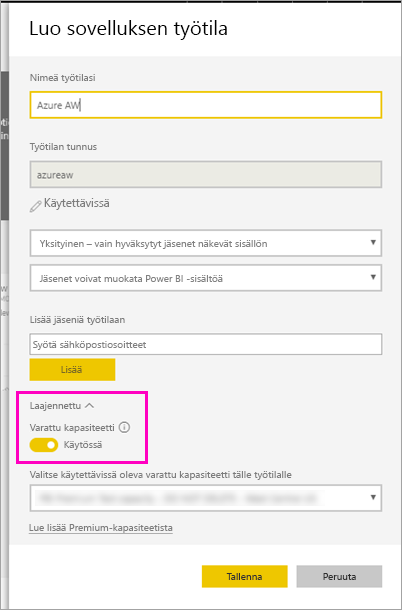 Luo sovelluksen työtila
Nimeä työtilasi
Azure AW
Työtilan tunnus
azureaw
Käytettävissä
Yksityinen – vain hyväksytyt jäsenet näkevät sisällön
Jäsenet voivat muokata Power BI -sisältöä
Lisää jäseniä työtilaan
Syötä sähköpostiosoitteet
Lisää
Laajennettu
Varattu kapasiteetti
Käytössä
Valitse käytettävissä oleva varattu kapasiteetti tälle työtilalle
Lue lisää Premium-kapasiteetista
Tallenna
Peruuta